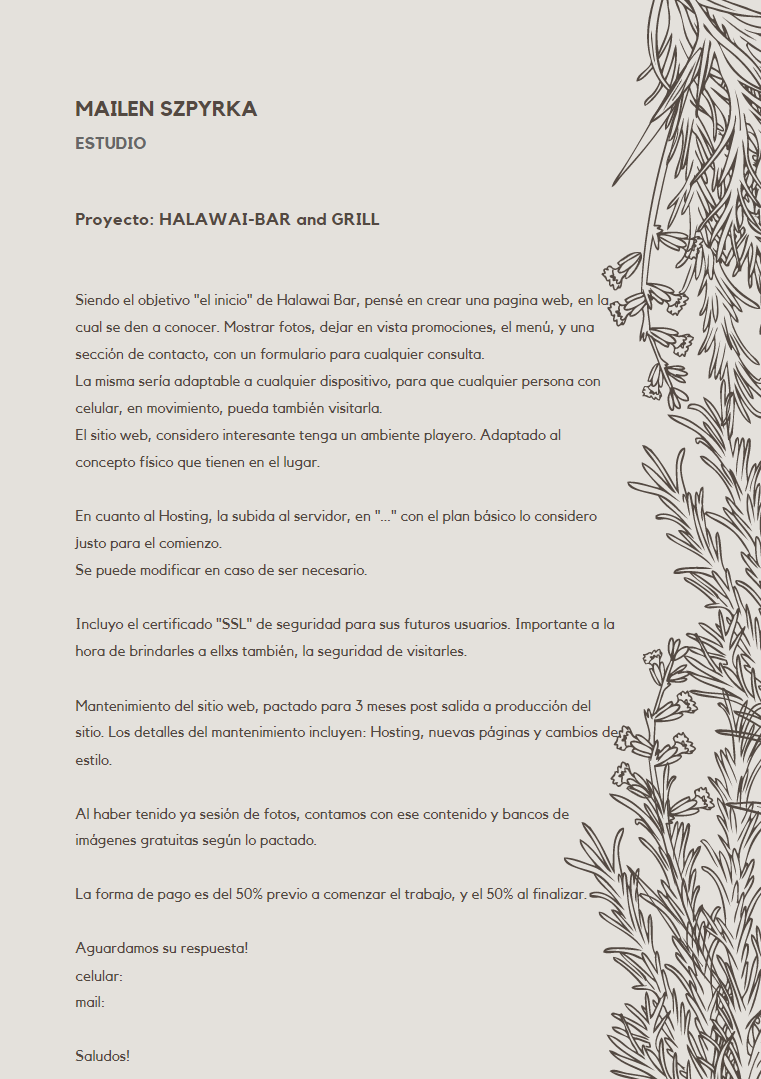 MAILEN SZPYRKA
ESTUDIO
Proyecto: HALAWAI-BAR and GRILL
Siendo el objetivo "el inicio" de Halawai Bar, pensé en crear una pagina web, en la
cual se den a conocer. Mostrar fotos, dejar en vista promociones, el menú, y una
sección de contacto, con un formulario para cualquier consulta.
La misma sería adaptable a cualquier dispositivo, para que cualquier persona con
celular, en movimiento, pueda también visitarla.
El sitio web, considero interesante tenga un ambiente playero. Adaptado al
concepto físico que tienen en el lugar.
En cuanto al Hosting, la subida al servidor, en "..." con el plan básico lo considero
justo para el comienzo.
Se puede modificar en caso de ser necesario.
Incluyo el certificado "SSL" de seguridad para sus futuros usuarios. Importante a la
hora de brindarles a ellxs también, la seguridad de visitarles.
Mantenimiento del sitio web, pactado para 3 meses post salida a producción del
sitio. Los detalles del mantenimiento incluyen: Hosting, nuevas páginas y cambios de
estilo.
Al haber tenido ya sesión de fotos, contamos con ese contenido y bancos de
imágenes gratuitas según lo pactado.
La forma de pago es del 50% previo a comenzar el trabajo, y el 50% al finalizar.
Aguardamos su respuesta!
celular:
mail:
Saludos!